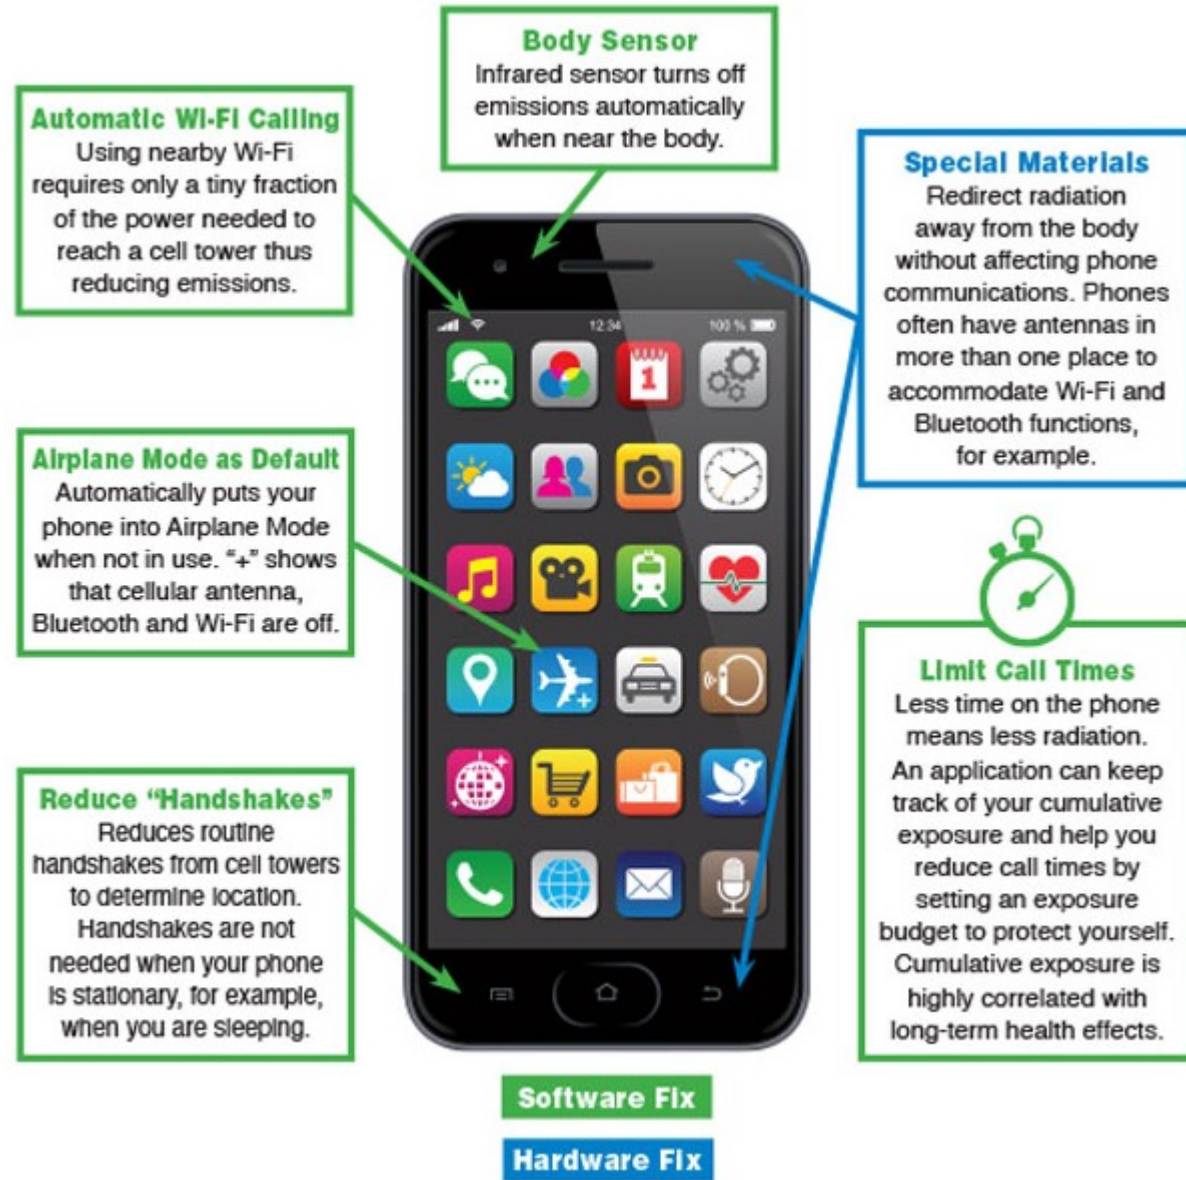 Body Sensor
Infrared sensor turns off
emissions automatically
when near the body.
Automatic Wi-Fi Calling
Using nearby Wi-Fi
requires only a tiny fraction
of the power needed to
reach a cell tower thus
reducing emissions.
Special Materials
Redirect radiation
away from the body
without affecting phone
communications. Phones
often have antennas in
more than one place to
accommodate Wi-Fi and
Bluetooth functions,
for example.
12:34
100 %
1
Airplane Mode as Default
Automatically puts your
phone into Airplane Mode
when not in use. “+” shows
that cellular antenna,
Bluetooth and Wi-Fi are off.
Limit Call Times
Less time on the phone
means less radiation.
An application can keep
track of your cumulative
exposure and help you
reduce call times by
setting an exposure
budget to protect yourself.
Cumulative exposure is
highly correlated with
long-term health effects.
Reduce “Handshakes”
Reduces routine
handshakes from cell towers
to determine location.
Handshakes are not
needed when your phone
is stationary, for example,
when you are sleeping.
Software Fix
Hardware Fix